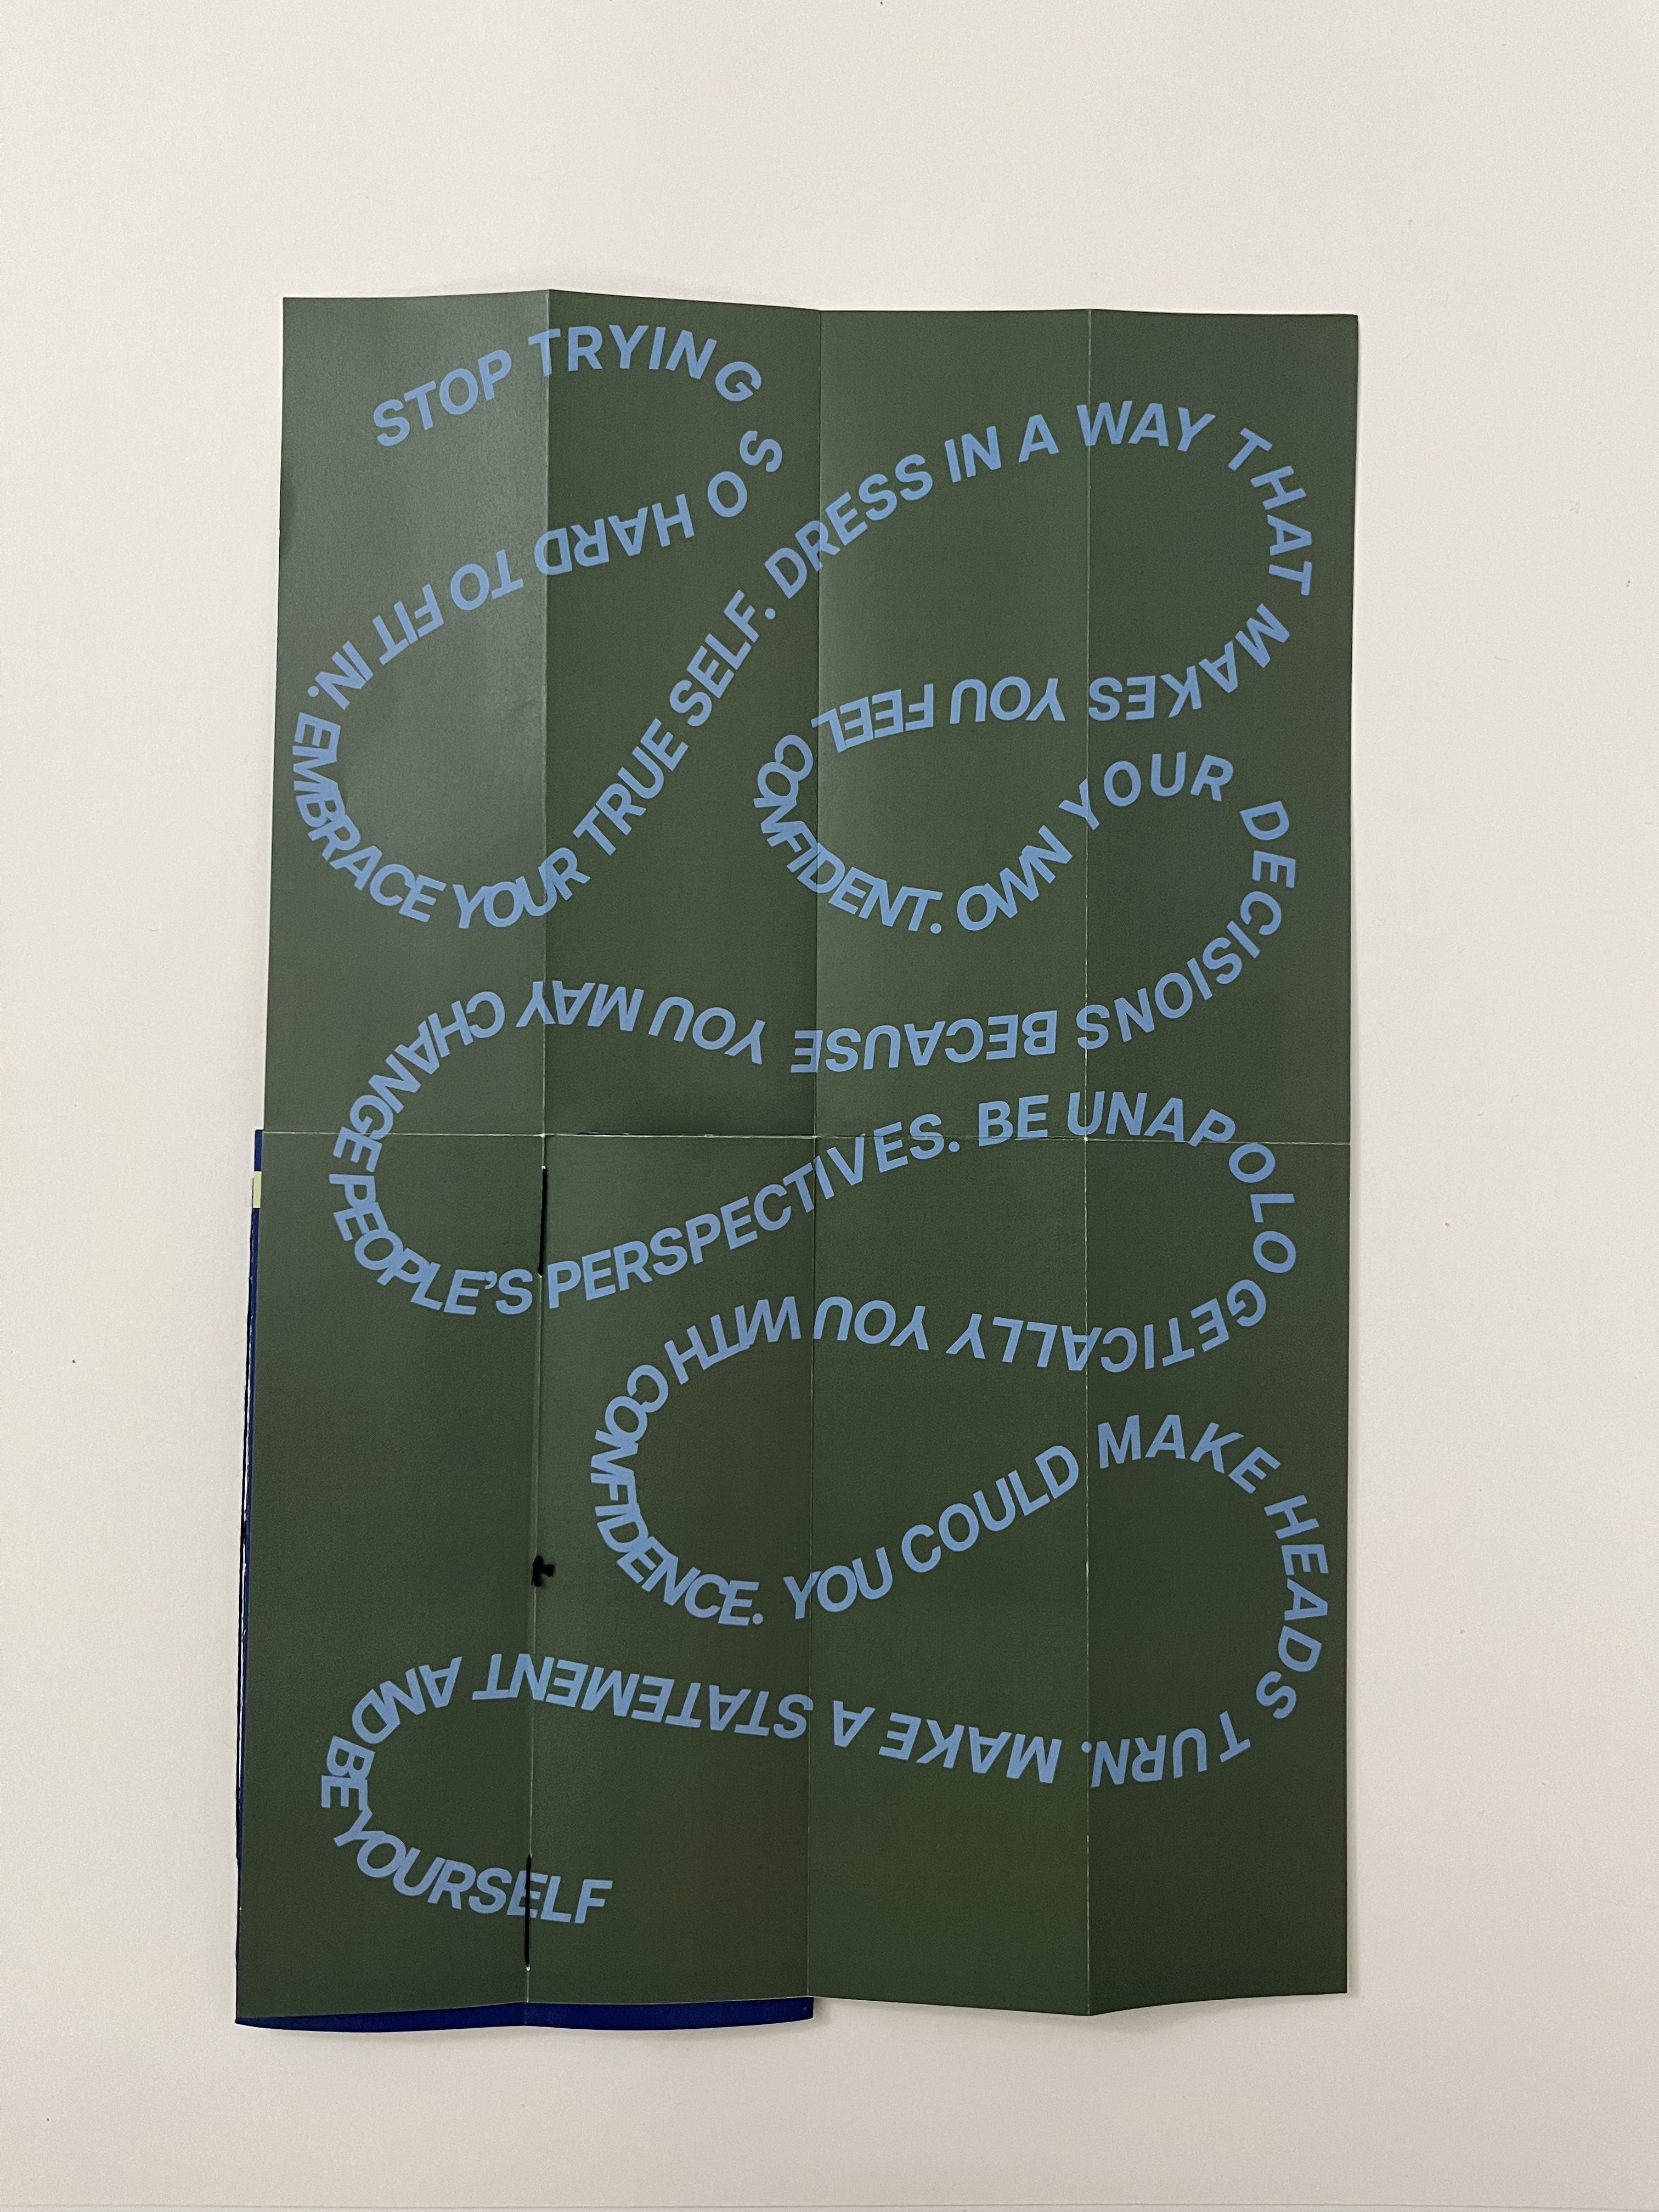 STOP TRYING
SO HARD TO FIT IN.
EMBRACE YOUR TRUE SELF. DRESS IN A WAY THAT
MAKES YOU FEEL
CONFIDENT. OWN YOUR
DECISIONS BECAUSE YOU MAY CHANGE
PEOPLE'S PERSPECTIVES. BE UNAPOLO
GETICALLY YOU WITH
CONFIDENCE. YOU COULD MAKE HEADS
TURN. MAKE A STATEMENT AND
BE YOURSELF